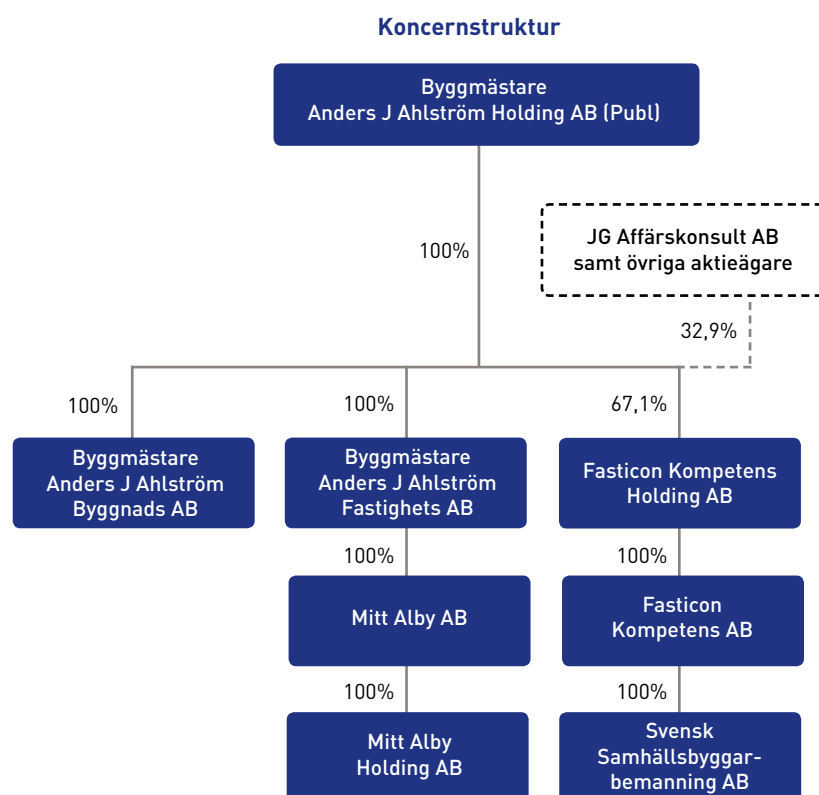 Koncernstruktur
Byggmästare
Anders J Ahlström Holding AB (Publ)
JG Affärskonsult AB
samt övriga aktieägare
100%
32,9%
100%
100%
67,1%
Byggmästare
Anders J Ahlström
Byggnads AB
Byggmästare
Anders J Ahlström
Fastighets AB
Fasticon Kompetens
Holding AB
100%
100%
Mitt Alby AB
Fasticon
Kompetens AB
100%
100%
Mitt Alby
Holding AB
Svensk
Samhällsbyggar-
bemanning AB